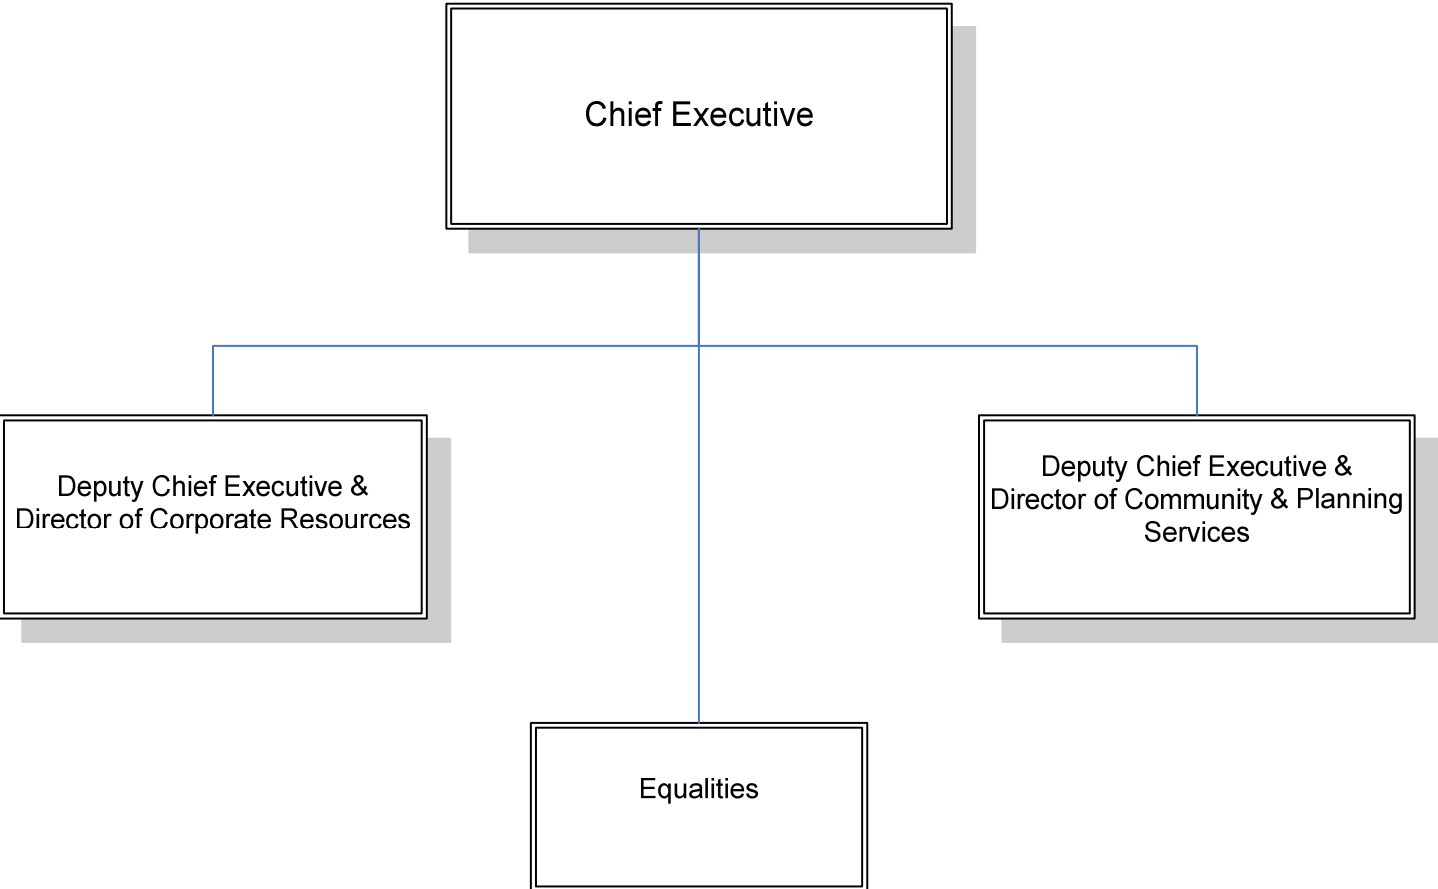 Chief Executive
Deputy Chief Executive &
Director of Corporate Resources
Deputy Chief Executive &
Director of Community & Planning
Services
Equalities